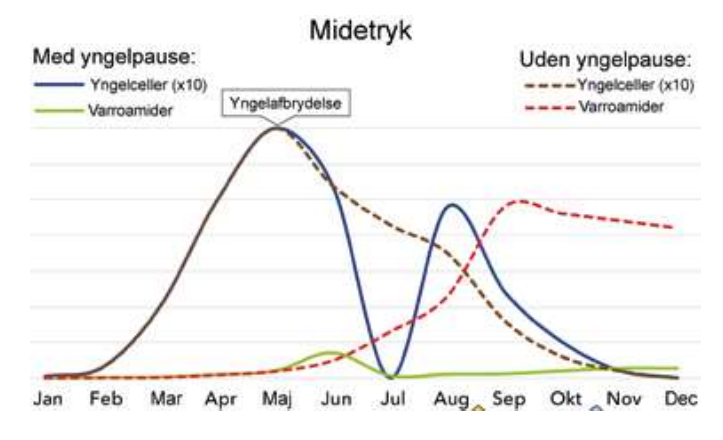 Midetryk
Med yngelpause:
Yngelceller (x10)
Varroamider
Uden yngelpause:
Yngelceller (x10)
Varroamider
Yngelafbrydelse
Jan Feb Mar Apr Maj Jun Jul Aug Sep Okt Nov Dec